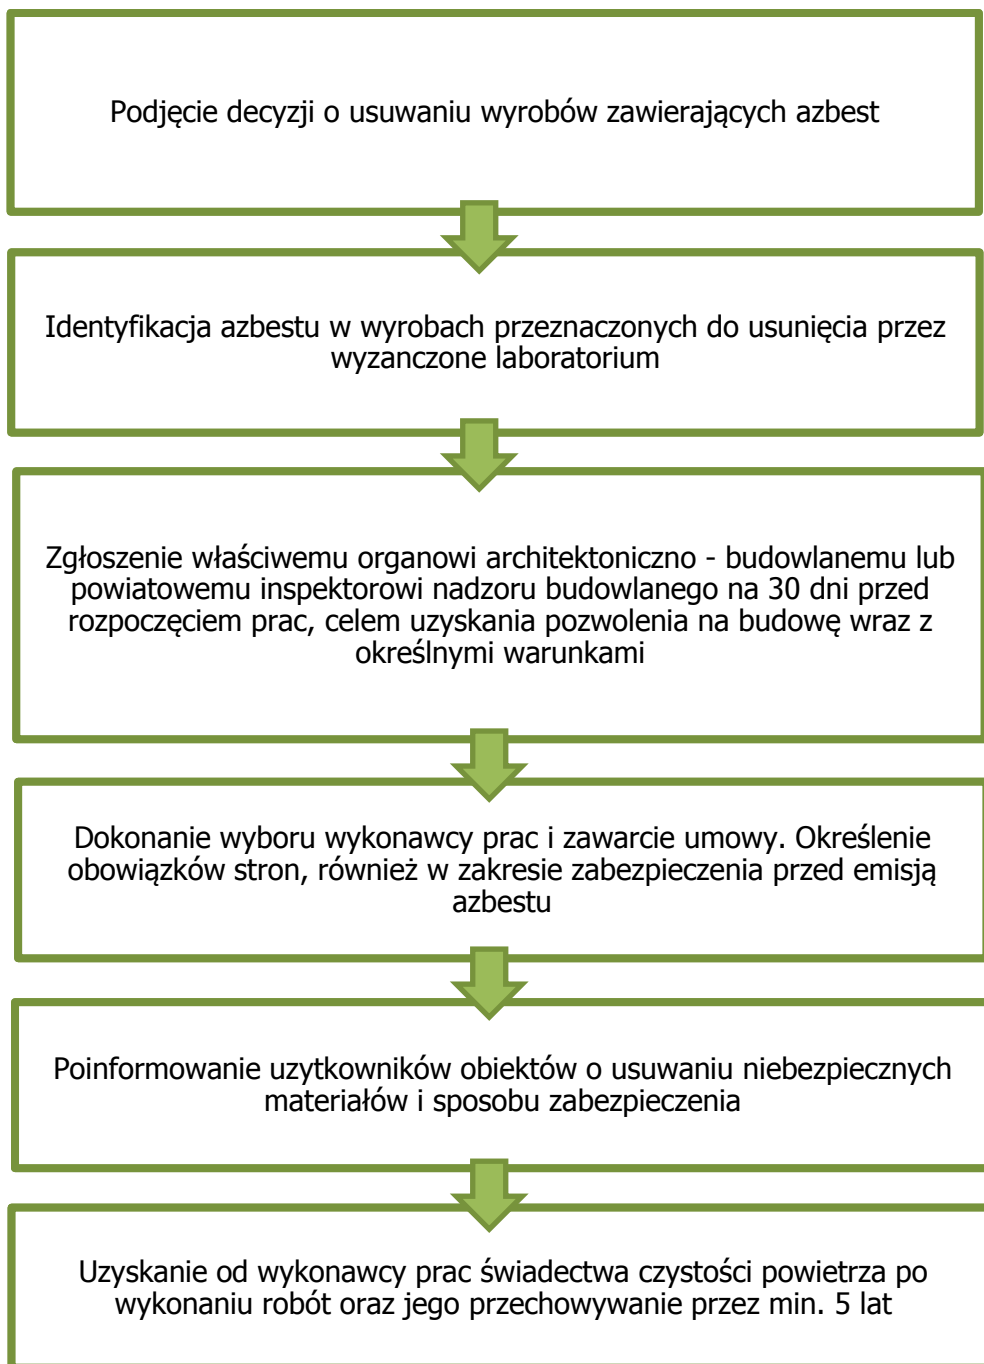 Podjęcie decyzji o usuwaniu wyrobów zawierających azbest
Identyfikacja azbestu w wyrobach przeznaczonych do usunięcia przez
wyzanczone laboratorium
Zgłoszenie właściwemu organowi architektoniczno - budowlanemu lub
powiatowemu inspektorowi nadzoru budowlanego na 30 dni przed
rozpoczęciem prac, celem uzyskania pozwolenia na budowę wraz z
określnymi warunkami
Dokonanie wyboru wykonawcy prac i zawarcie umowy. Określenie
obowiązków stron, również w zakresie zabezpieczenia przed emisją
azbestu
Poinformowanie uzytkowników obiektów o usuwaniu niebezpiecznych
materiałów i sposobu zabezpieczenia
Uzyskanie od wykonawcy prac świadectwa czystości powietrza po
wykonaniu robót oraz jego przechowywanie przez min. 5 lat